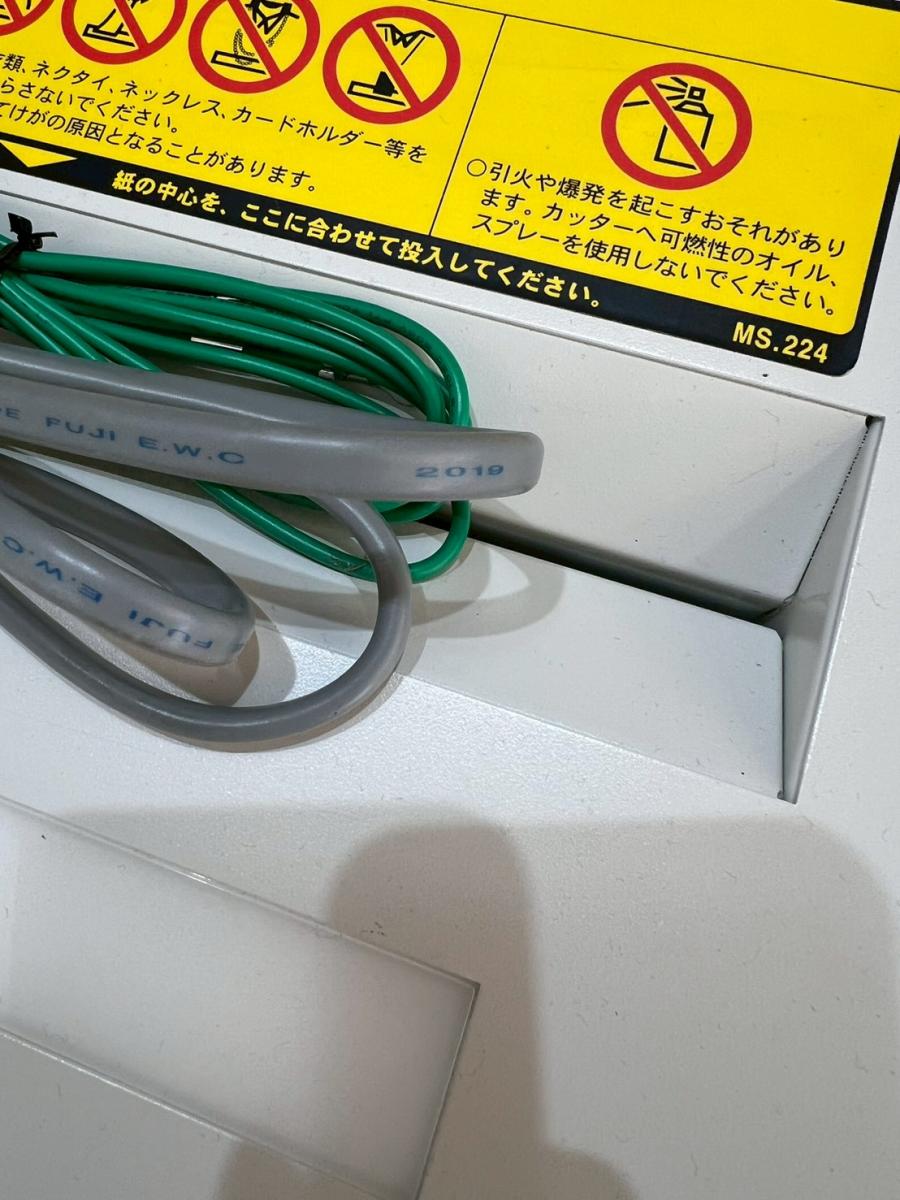 類、ネクタイ、ネックレス、カードホルダー等を
らさないでください。
てけがの原因となることがあります。
○引火や爆発を起こすおそれがあり
ます。カッターへ可燃性のオイル、
スプレーを使用しないでください。
紙の中心を、ここに合わせて投入してください。
MS.224
FUJI E.W.C 2019
FUJI E.W.C